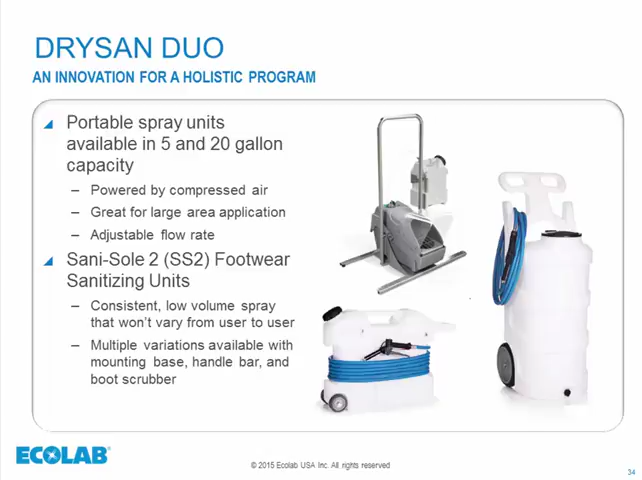 DRYSAN DUO
AN INNOVATION FOR A HOLISTIC PROGRAM
Portable spray units
available in 5 and 20 gallon
capacity
– Powered by compressed air
– Great for large area application
– Adjustable flow rate
Sani-Sole 2 (SS2) Footwear
Sanitizing Units
– Consistent, low volume spray
that won’t vary from user to user
– Multiple variations available with
mounting base, handle bar, and
boot scrubber
ECOLAB®
© 2015 Ecolab USA Inc. All rights reserved
34